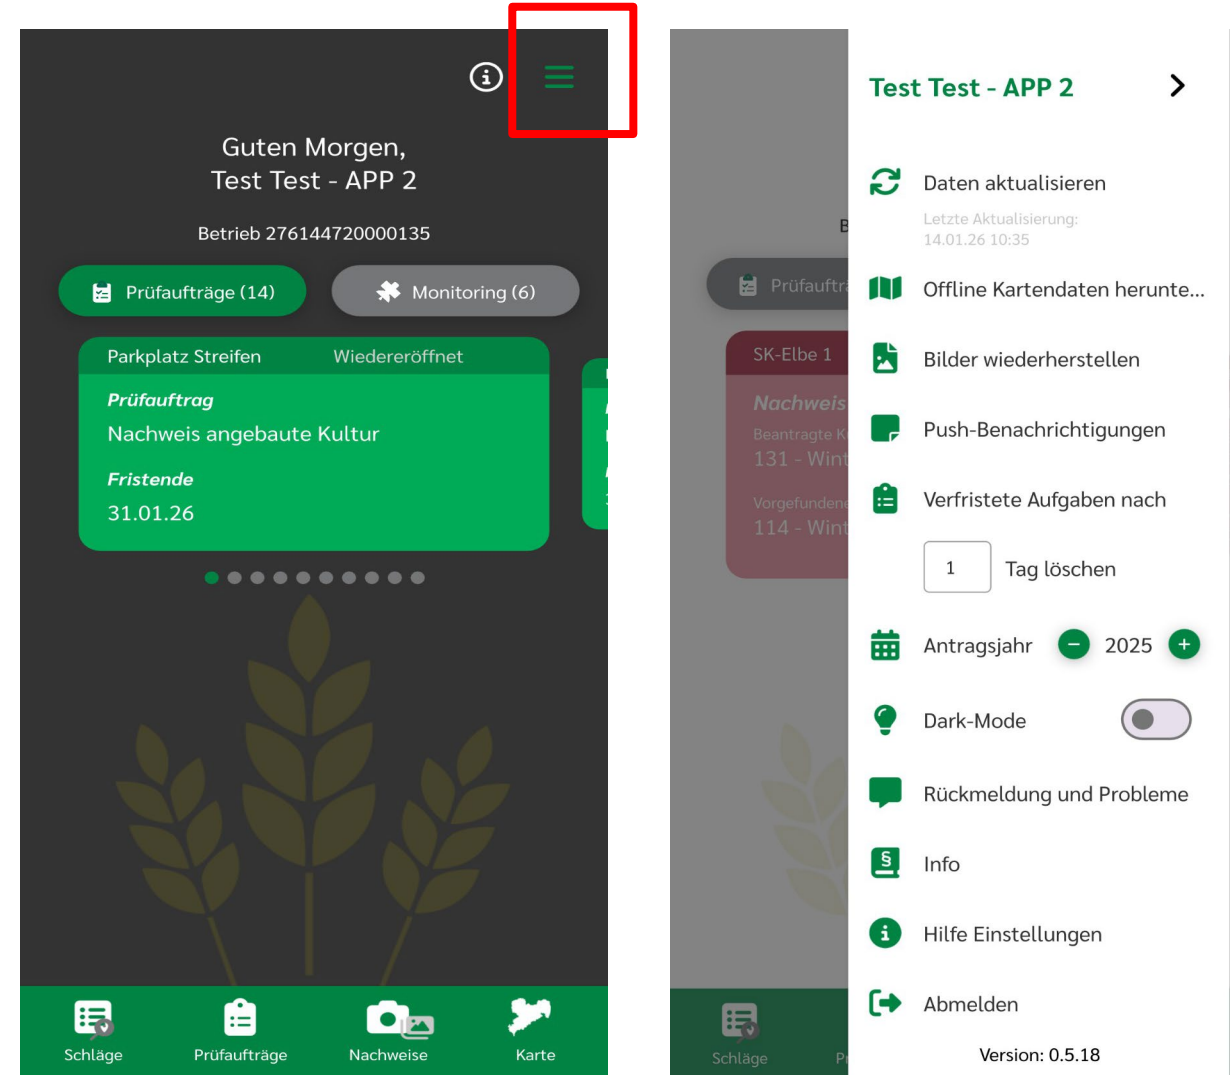 Guten Morgen,
Test Test - APP 2
Betrieb 276144720000135
Prüfaufträge (14)
Monitoring (6)
Parkplatz Streifen
Wiedereröffnet
Prüfauftrag
Nachweis angebaute Kultur
Fristende
31.01.26
Schläge
Prüfaufträge
Nachweise
Karte
B
Prüfauftr
SK-Elbe 1
Nachweis
Beantragte K
131 - Wint
Vorgefundene
114 - Wint
Schläge
P
Test Test - APP 2
Daten aktualisieren
Letzte Aktualisierung:
14.01.26 10:35
Offline Kartendaten herunte...
Bilder wiederherstellen
Push-Benachrichtigungen
Verfristete Aufgaben nach
1 Tag löschen
Antragsjahr - 2025 +
Dark-Mode
Rückmeldung und Probleme
§
Info
Hilfe Einstellungen
Abmelden
Version: 0.5.18